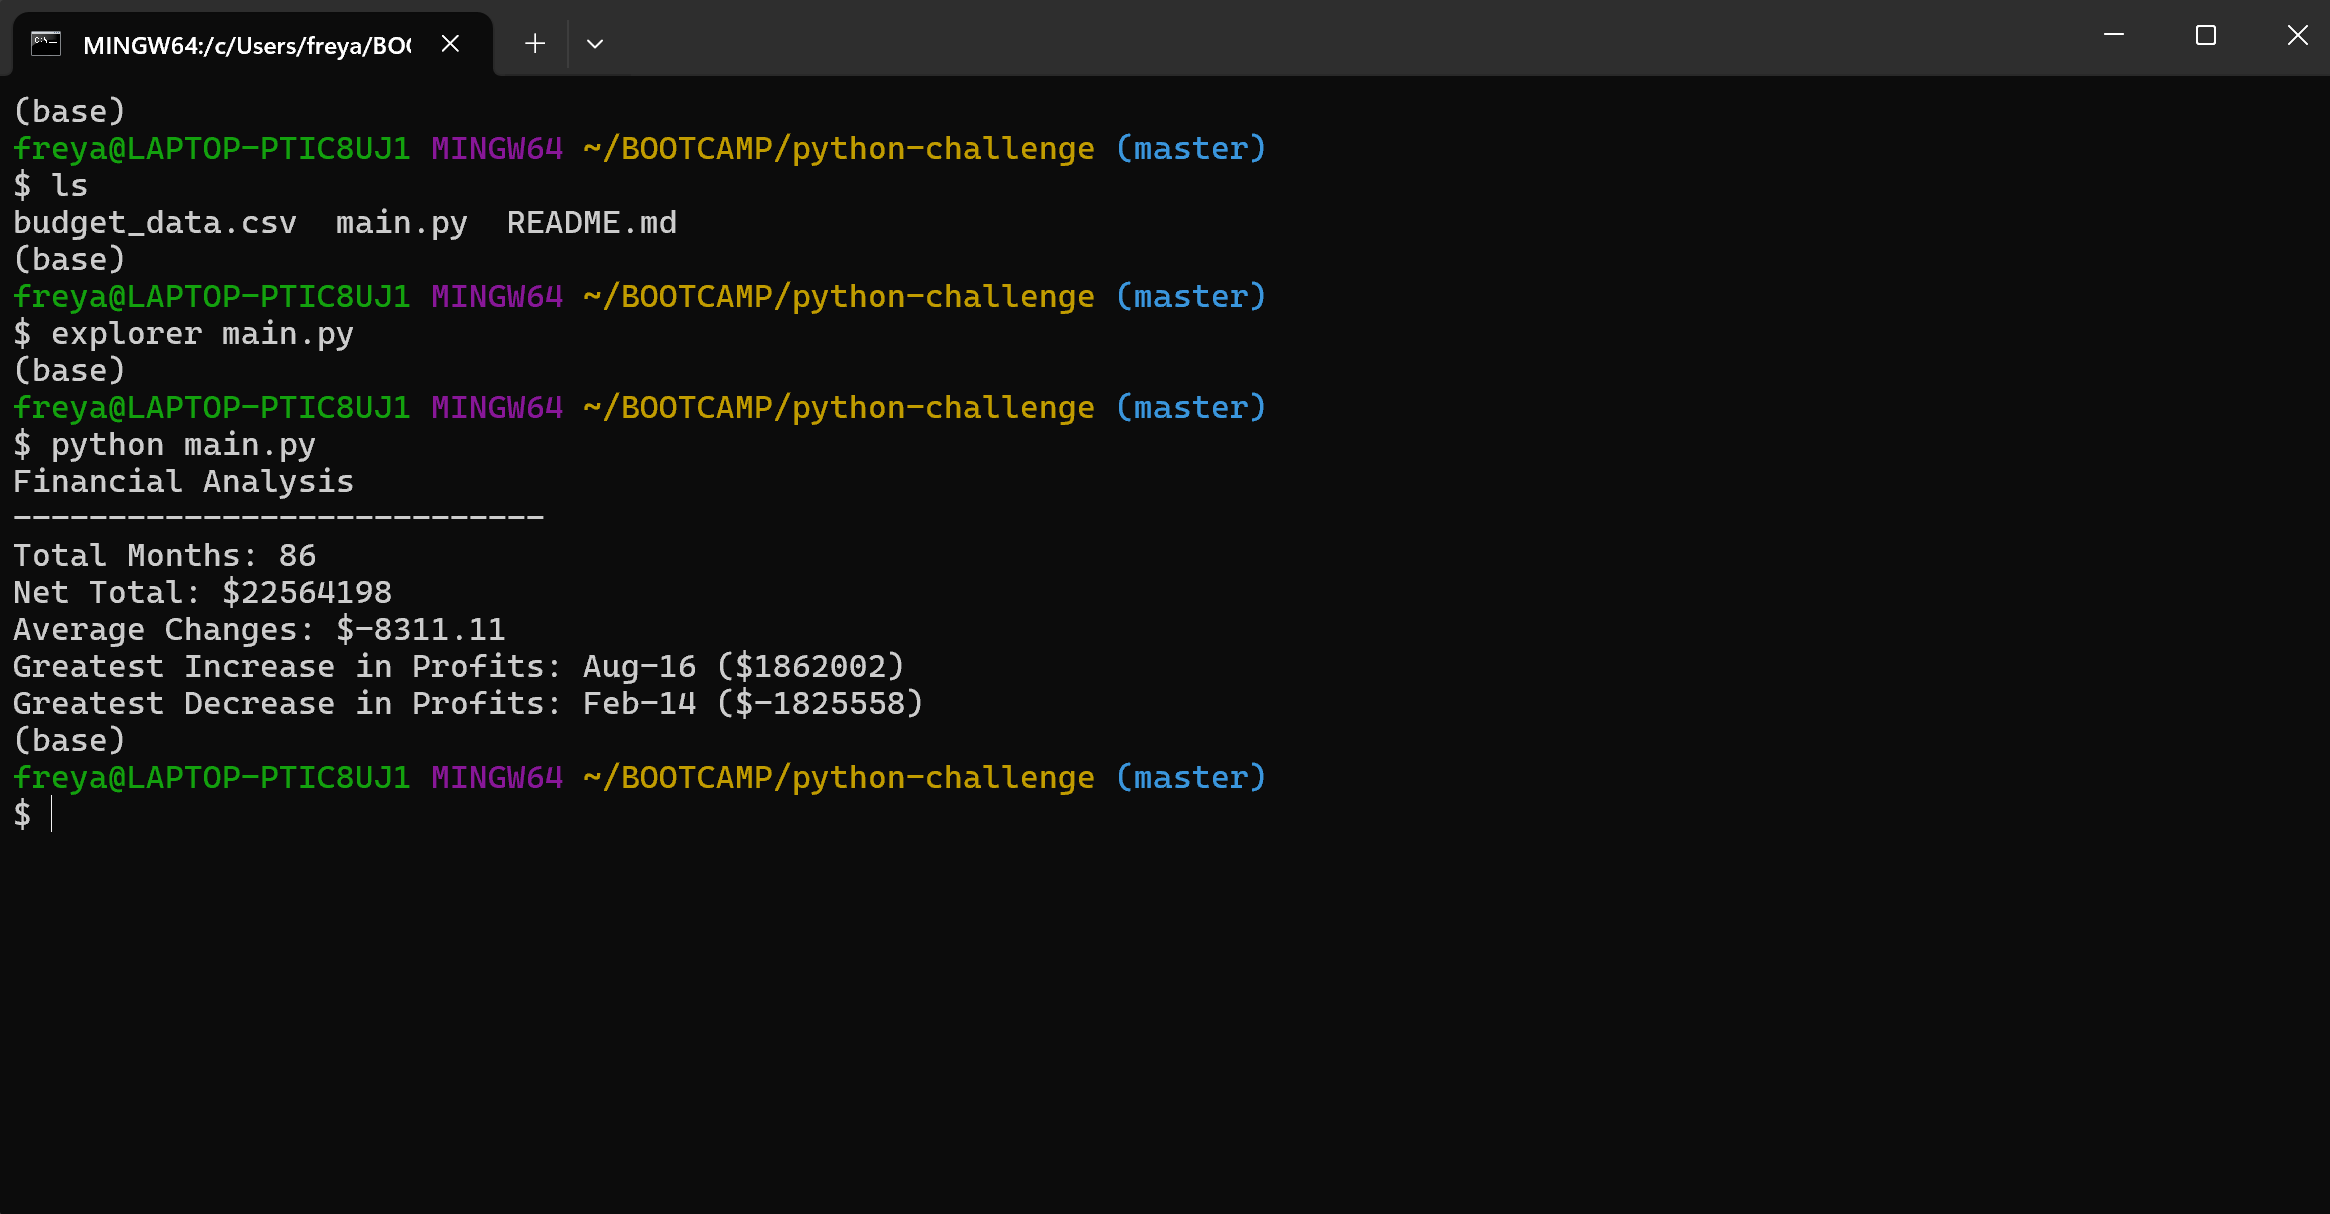 MINGW64:/c/Users/freya/BOO
(base)
freya@LAPTOP-PTIC8UJ1 MINGW64 ~/BOOTCAMP/python-challenge (master)
$ ls
budget_data.csv  main.py  README.md
(base)
freya@LAPTOP-PTIC8UJ1 MINGW64 ~/BOOTCAMP/python-challenge (master)
$ explorer main.py
(base)
freya@LAPTOP-PTIC8UJ1 MINGW64 ~/BOOTCAMP/python-challenge (master)
$ python main.py
Financial Analysis
----------------------------
Total Months: 86
Net Total: $22564198
Average Changes: $-8311.11
Greatest Increase in Profits: Aug-16 ($1862002)
Greatest Decrease in Profits: Feb-14 ($-1825558)
(base)
freya@LAPTOP-PTIC8UJ1 MINGW64 ~/BOOTCAMP/python-challenge (master)
$